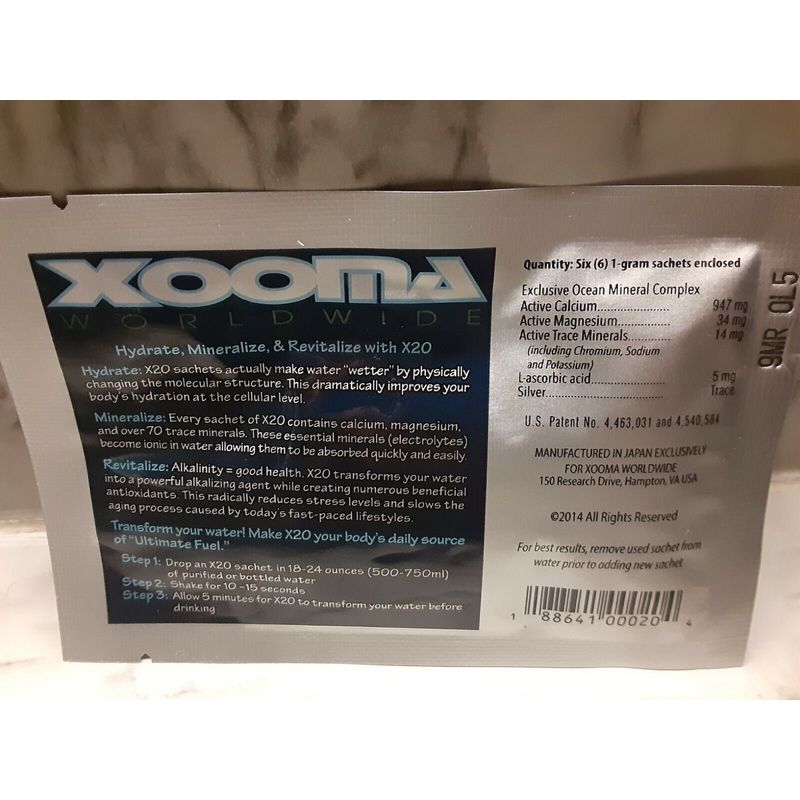 XOOMA
WORLDWIDE
Hydrate, Mineralize, & Revitalize with X2O
Hydrate: X2O sachets actually make water "wetter" by physically
changing the molecular structure. This dramatically improves your
body's hydration at the cellular level.
Mineralize: Every sachet of X2O contains calcium, magnesium,
and over 70 trace minerals. These essential minerals (electrolytes)
become ionic in water allowing them to be absorbed quickly and easily.
Revitalize: Alkalinity = good health. X2O transforms your water
into a powerful alkalizing agent while creating numerous beneficial
antioxidants. This radically reduces stress levels and slows the
aging process caused by today's fast-paced lifestyles.
Transform your water! Make X2O your body's daily source
of "Ultimate Fuel."
Step 1: Drop an X2O sachet in 18-24 ounces (500-750ml)
of purified or bottled water
Step 2: Shake for 10 -15 seconds
Step 3: Allow 5 minutes for X2O to transform your water before
drinking
Quantity: Six (6) 1-gram sachets enclosed
Exclusive Ocean Mineral Complex
Active Calcium...................... 947 mg
Active Magnesium.................. 34 mg
Active Trace Minerals............ 14 mg
(including Chromium, Sodium
and Potassium)
L-ascorbic acid...................... 5 mg
Silver.................................. Trace
U.S. Patent No. 4,463,031 and 4,540,584
MANUFACTURED IN JAPAN EXCLUSIVELY
FOR XOOMA WORLDWIDE
150 Research Drive, Hampton, VA USA
©2014 All Rights Reserved
For best results, remove used sachet from
water prior to adding new sachet
1 88641 00020 4
9MR OL5